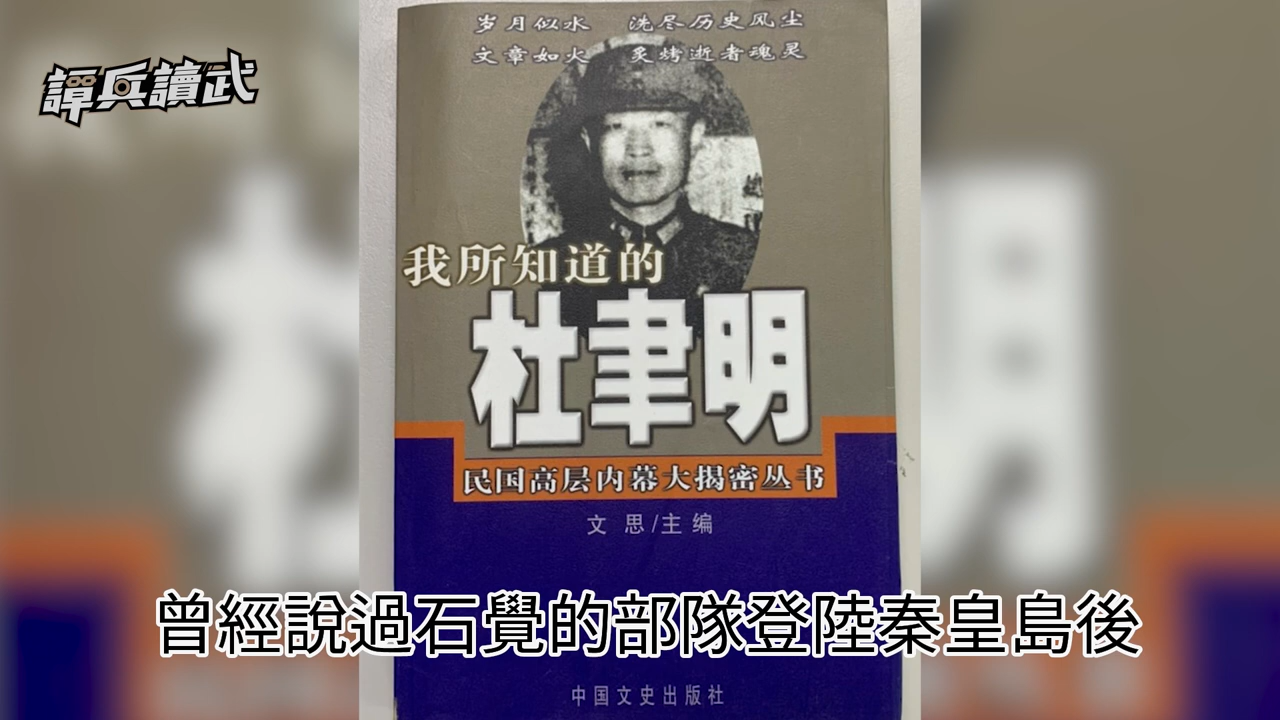 譚兵讀武
岁月似水 洗尽历史风尘
文章如火 炙烤逝者魂灵
我所知道的
杜聿明
民国高层内幕大揭密丛书
文思/主编
曾經說過石覺的部隊登陸秦皇島後
中国文史出版社